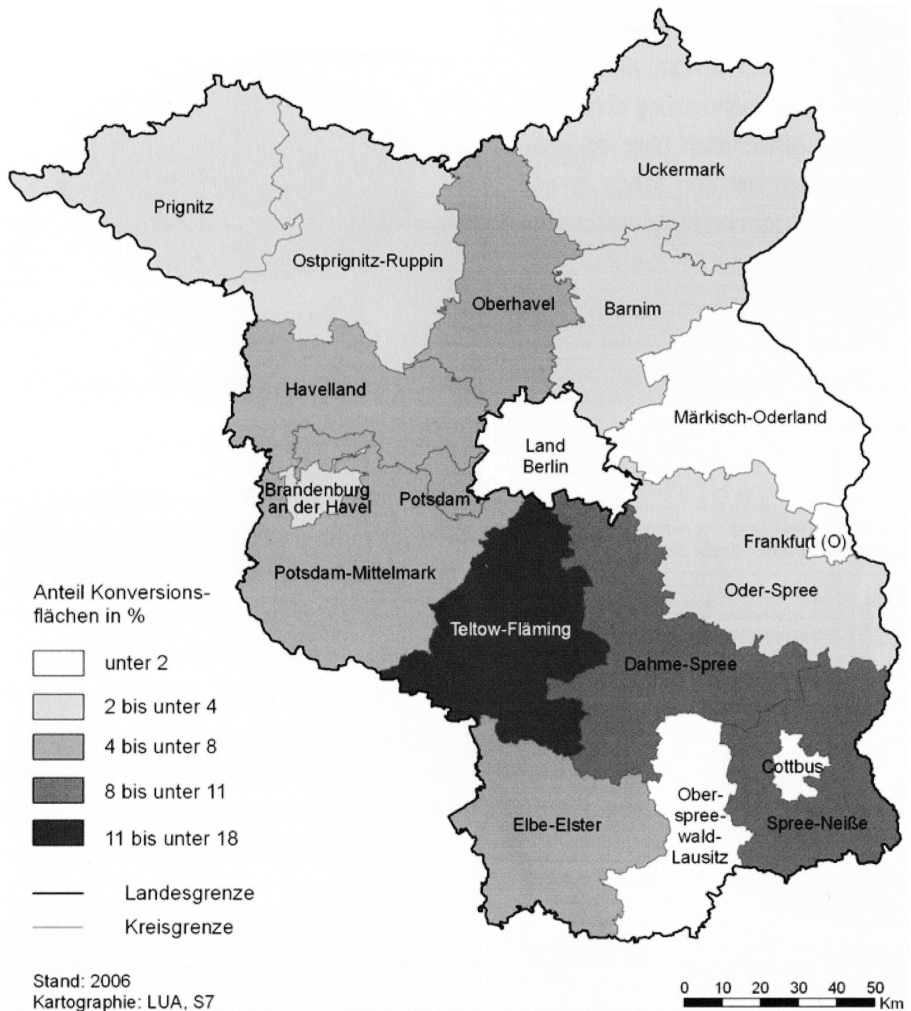 Uckermark
Prignitz
Ostprignitz-Ruppin
Oberhavel
Barnim
Havelland
Märkisch-Oderland
Land
Berlin
Brandenburg
an der Havel
Potsdam
Frankfurt (O)
Potsdam-Mittelmark
Oder-Spree
Teltow-Fläming
Dahme-Spree
Cottbus
Ober-
spree-
wald-
Lausitz
Elbe-Elster
Spree-Neiße
Anteil Konversions-
flächen in %
unter 2
2 bis unter 4
4 bis unter 8
8 bis unter 11
11 bis unter 18
Landesgrenze
Kreisgrenze
Stand: 2006
Kartographie: LUA, S7
0 10 20 30 40 50
Km